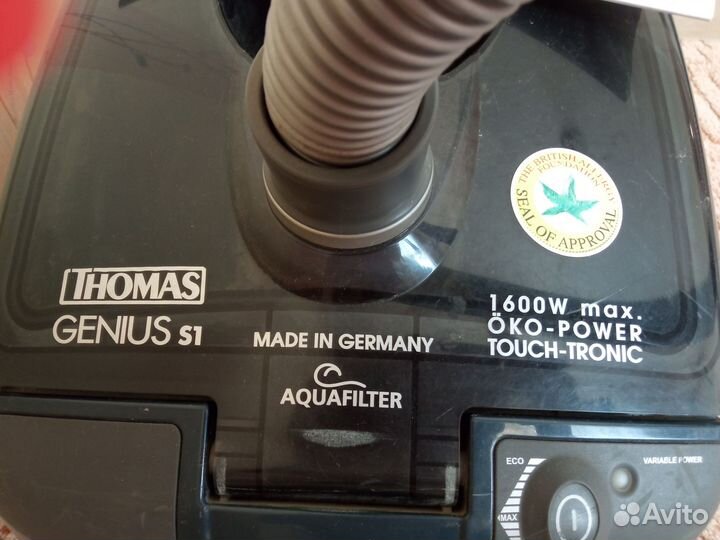 THE BRITISH ALLERGY
FOUNDATION
SEAL OF APPROVAL
THOMAS
GENIUS S1
MADE IN GERMANY
AQUAFILTER
1600W max.
ÖKO-POWER
TOUCH-TRONIC
ECO
VARIABLE POWER
MAX
Avito